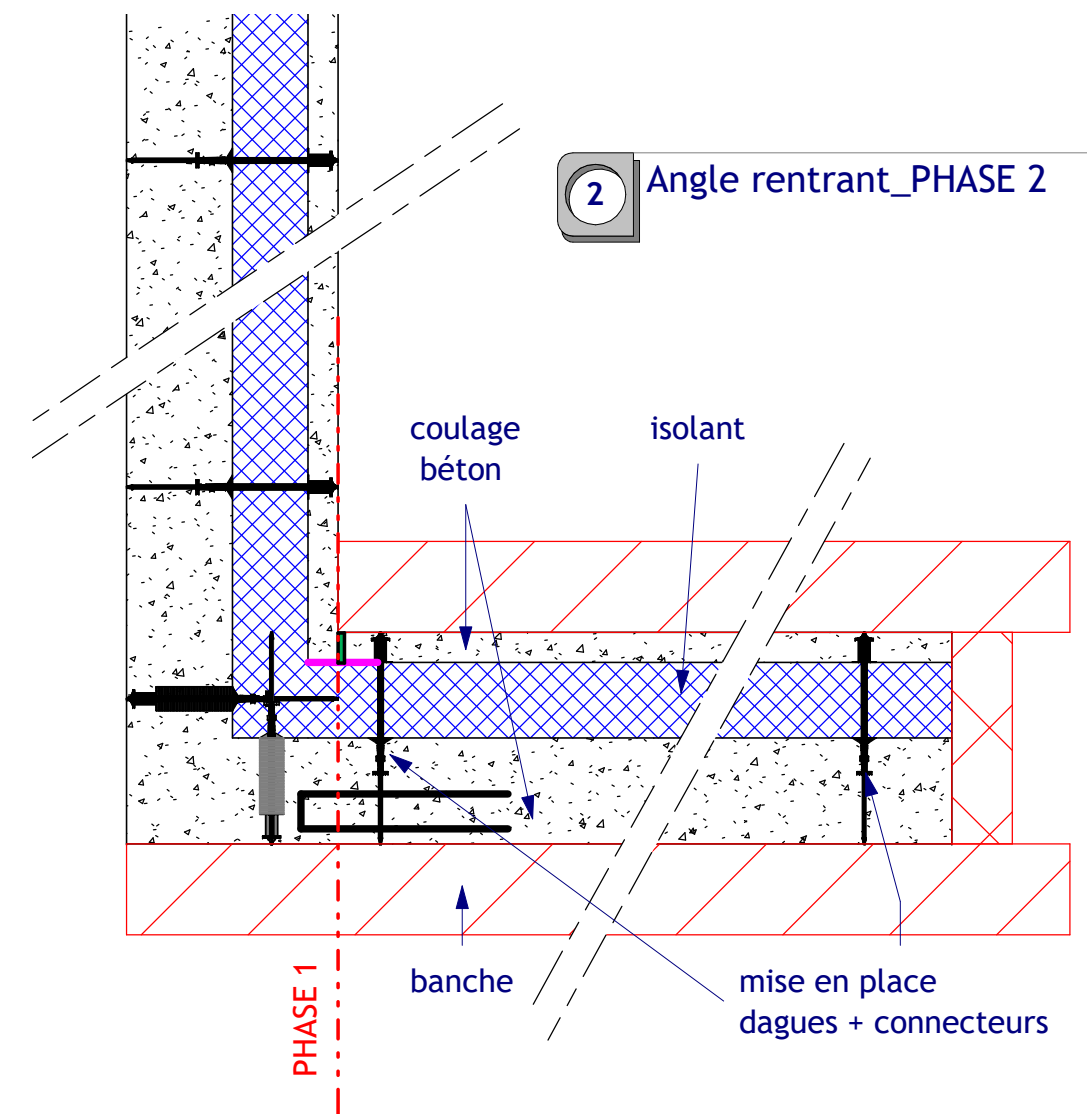 2
Angle rentrant_PHASE 2
coulage
béton
isolant
banche
mise en place
dagues + connecteurs
PHASE 1